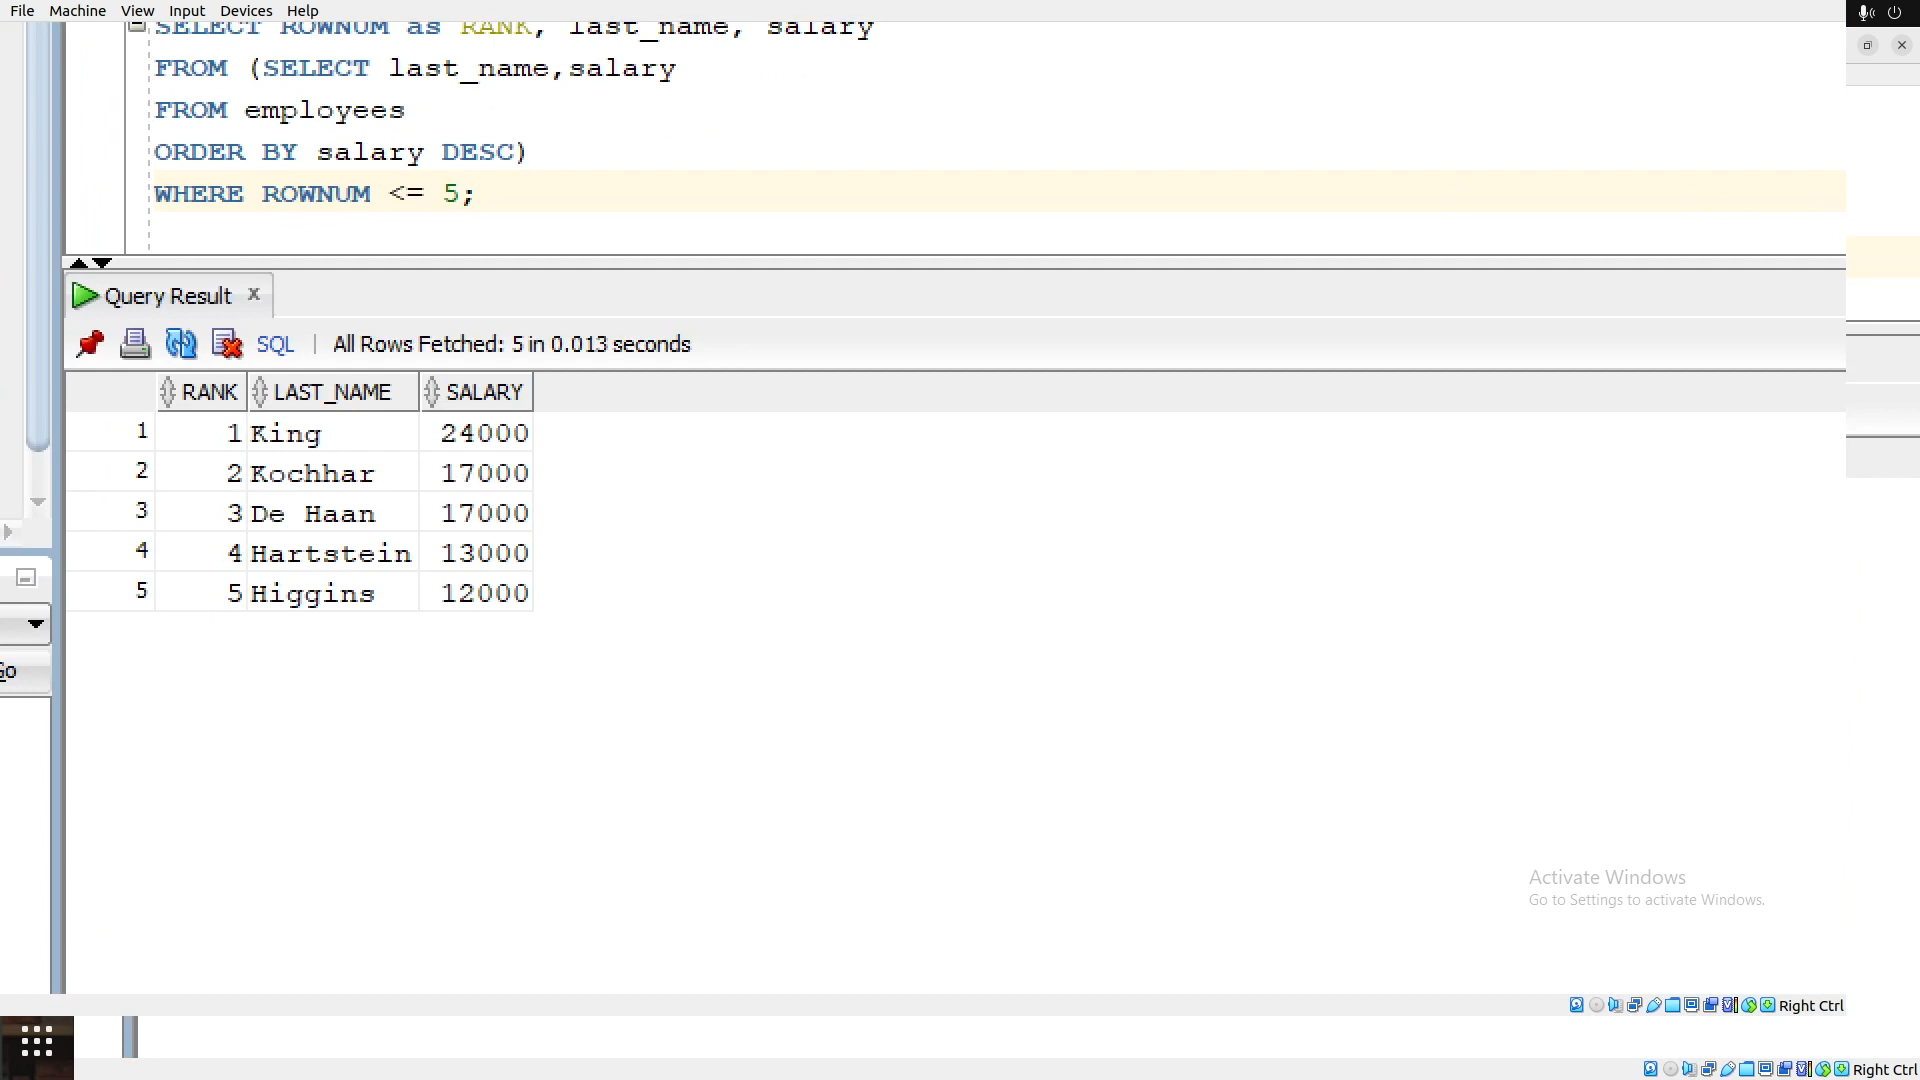 File Machine View Input Devices Help
SELECT ROWNUM as RANK, last_name, salary
FROM (SELECT last_name,salary
FROM employees
ORDER BY salary DESC)
WHERE ROWNUM <= 5;
Query Result x
SQL | All Rows Fetched: 5 in 0.013 seconds
RANK LAST_NAME SALARY
1 1 King 24000
2 2 Kochhar 17000
3 3 De Haan 17000
4 4 Hartstein 13000
5 5 Higgins 12000
Go
Activate Windows
Go to Settings to activate Windows.
Right Ctrl
Right Ctrl